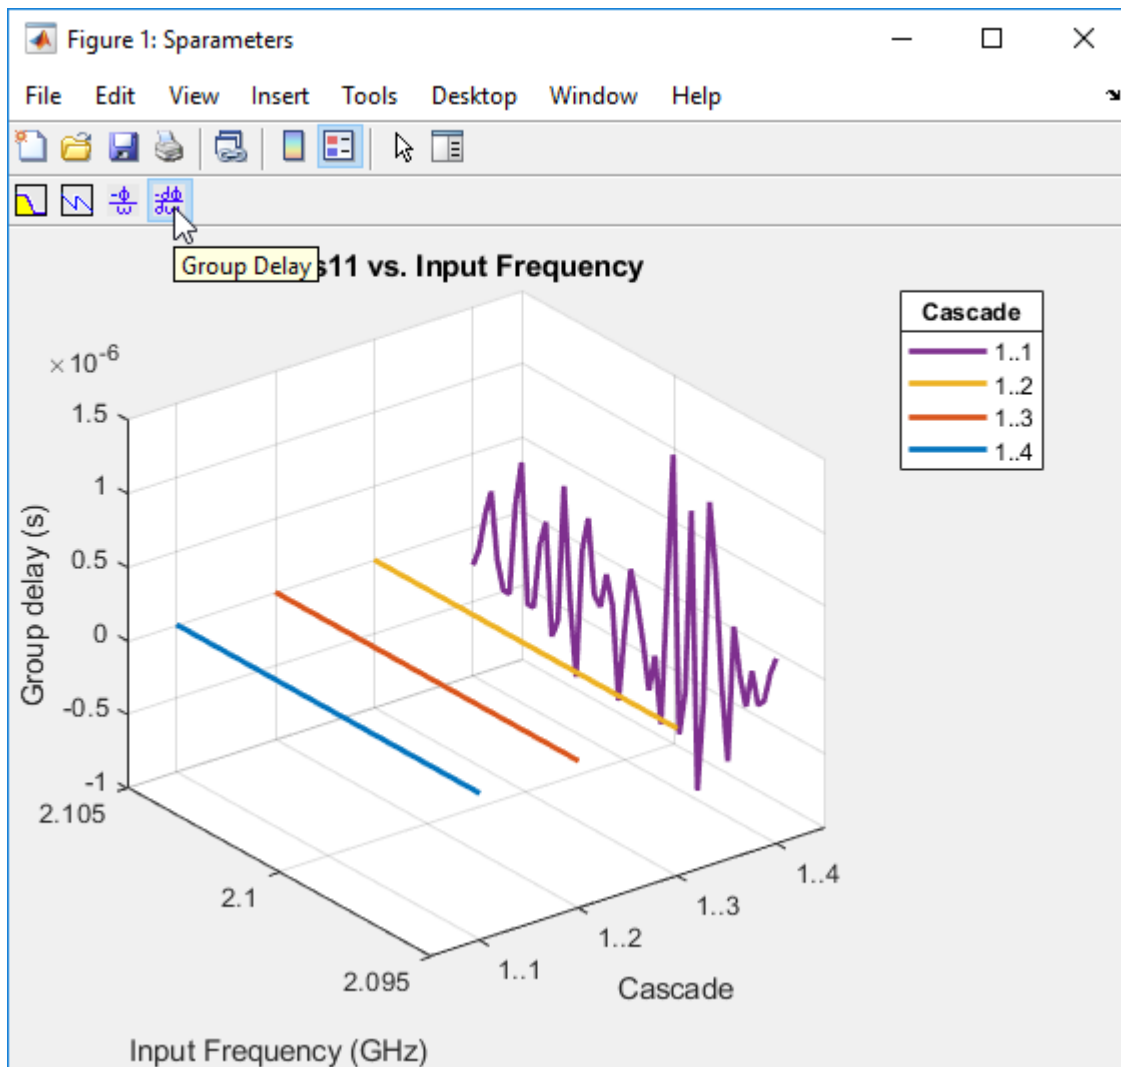 Figure 1: Sparameters
File Edit View Insert Tools Desktop Window Help
-ϕ
ω
-dϕ
Group Delay
s11 vs. Input Frequency
Cascade
1..1
1..2
1..3
1..4
×10-6
1.5
1
0.5
0
-0.5
-1
Group delay (s)
2.105
2.1
2.095
Input Frequency (GHz)
1..1
1..2
1..3
1..4
Cascade